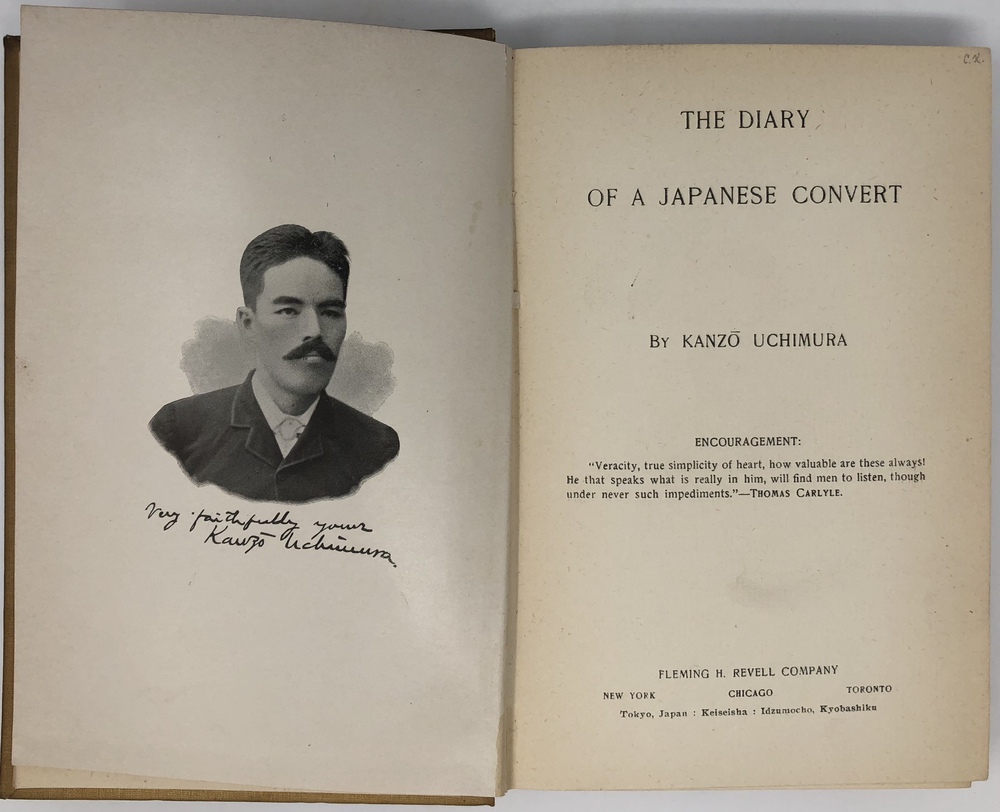 Very faithfully yours
Kanzō Uchimura.
C.K.
THE DIARY
OF A JAPANESE CONVERT
By KANZŌ UCHIMURA
ENCOURAGEMENT:
"Veracity, true simplicity of heart, how valuable are these always!
He that speaks what is really in him, will find men to listen, though
under never such impediments."—THOMAS CARLYLE.
FLEMING H. REVELL COMPANY
NEW YORK CHICAGO TORONTO
Tokyo, Japan : Keiseisha : Idzumocho, Kyobashiku